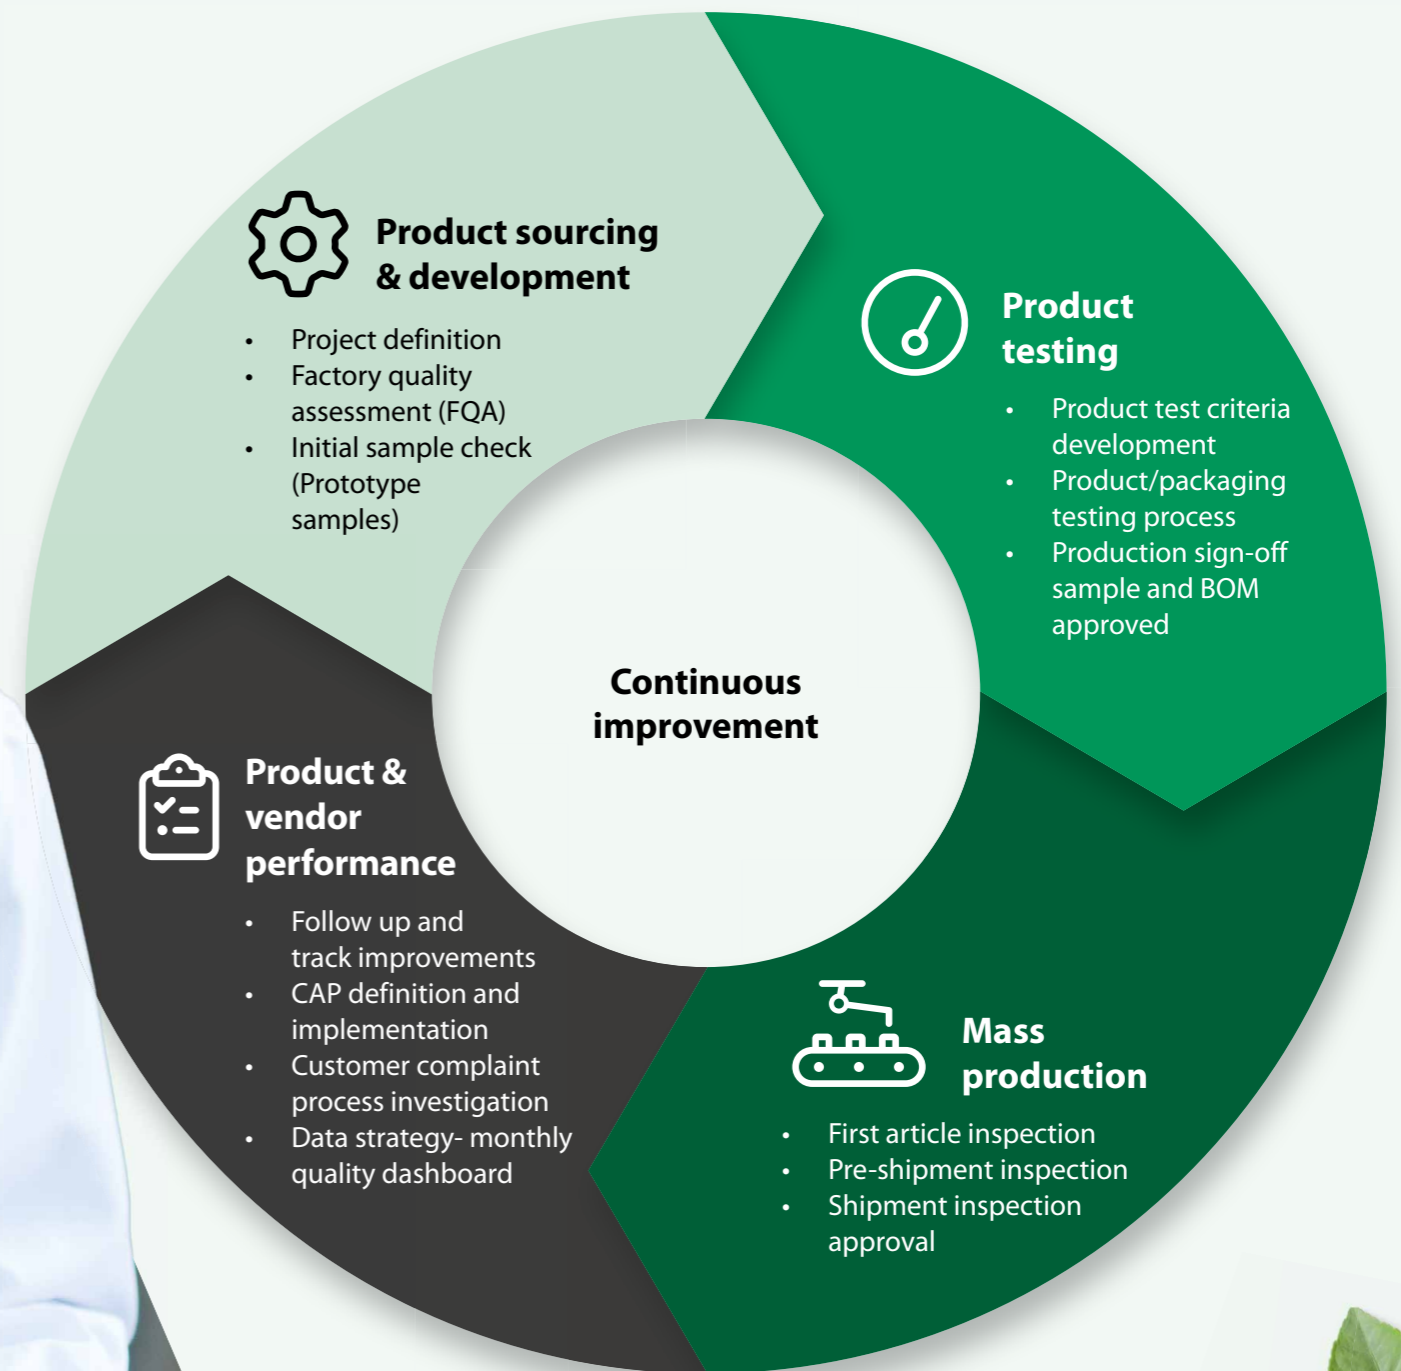 Product sourcing
& development
• Project definition
• Factory quality
assessment (FQA)
• Initial sample check
(Prototype
samples)
Product
testing
• Product test criteria
development
• Product/packaging
testing process
• Production sign-off
sample and BOM
approved
Continuous
improvement
Mass
production
• First article inspection
• Pre-shipment inspection
• Shipment inspection
approval
Product &
vendor
performance
• Follow up and
track improvements
• CAP definition and
implementation
• Customer complaint
process investigation
• Data strategy- monthly
quality dashboard